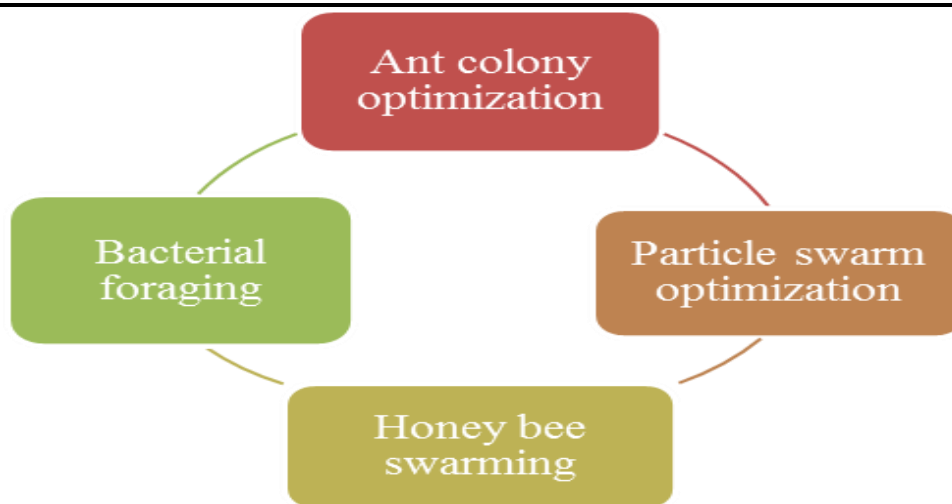 Ant colony
optimization
Bacterial
foraging
Particle swarm
optimization
Honey bee
swarming